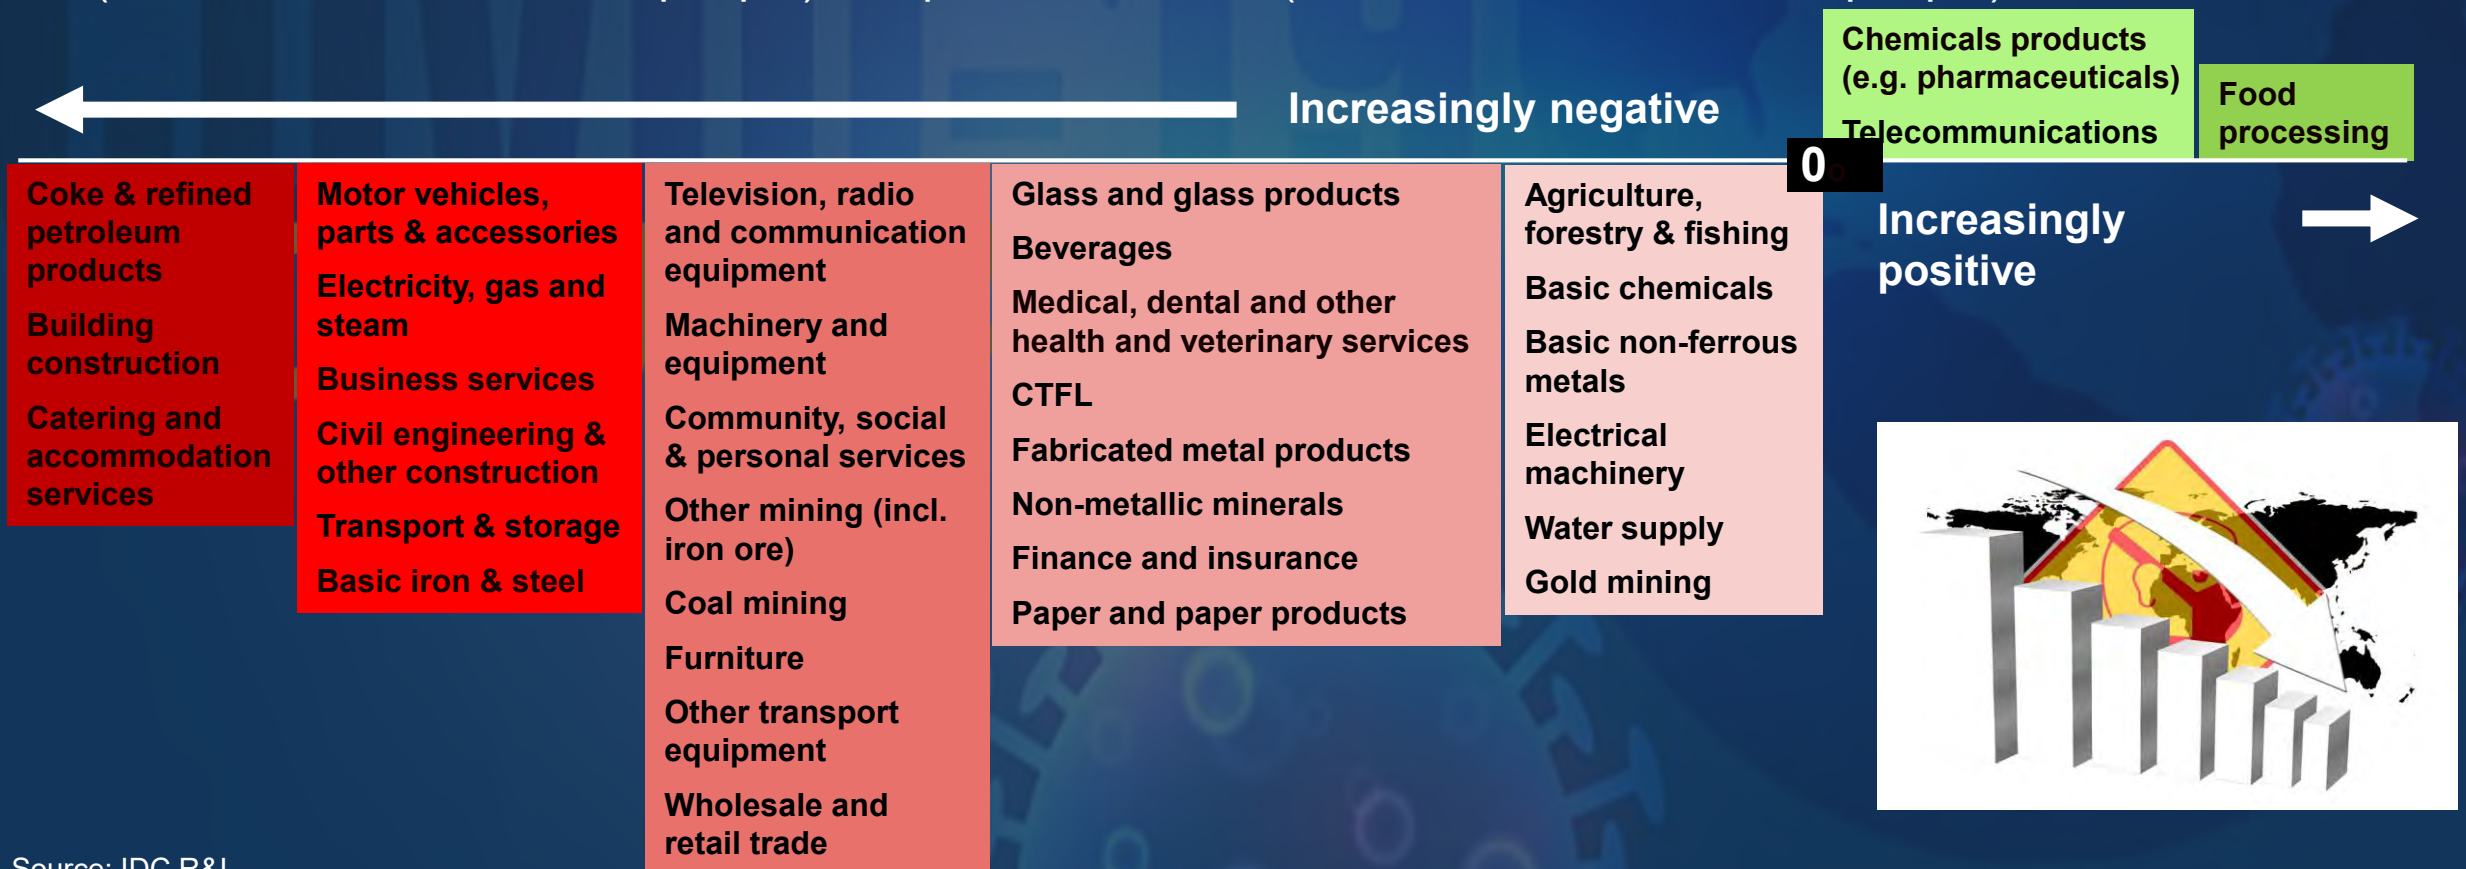 Increasingly negative
Chemicals products
(e.g. pharmaceuticals)
Telecommunications
Food
processing
0
Increasingly
positive
Coke & refined
petroleum
products
Building
construction
Catering and
accommodation
services
Motor vehicles,
parts & accessories
Electricity, gas and
steam
Business services
Civil engineering &
other construction
Transport & storage
Basic iron & steel
Television, radio
and communication
equipment
Machinery and
equipment
Community, social
& personal services
Other mining (incl.
iron ore)
Coal mining
Furniture
Other transport
equipment
Wholesale and
retail trade
Glass and glass products
Beverages
Medical, dental and other
health and veterinary services
CTFL
Fabricated metal products
Non-metallic minerals
Finance and insurance
Paper and paper products
Agriculture,
forestry & fishing
Basic chemicals
Basic non-ferrous
metals
Electrical
machinery
Water supply
Gold mining
Source: IDC R&I